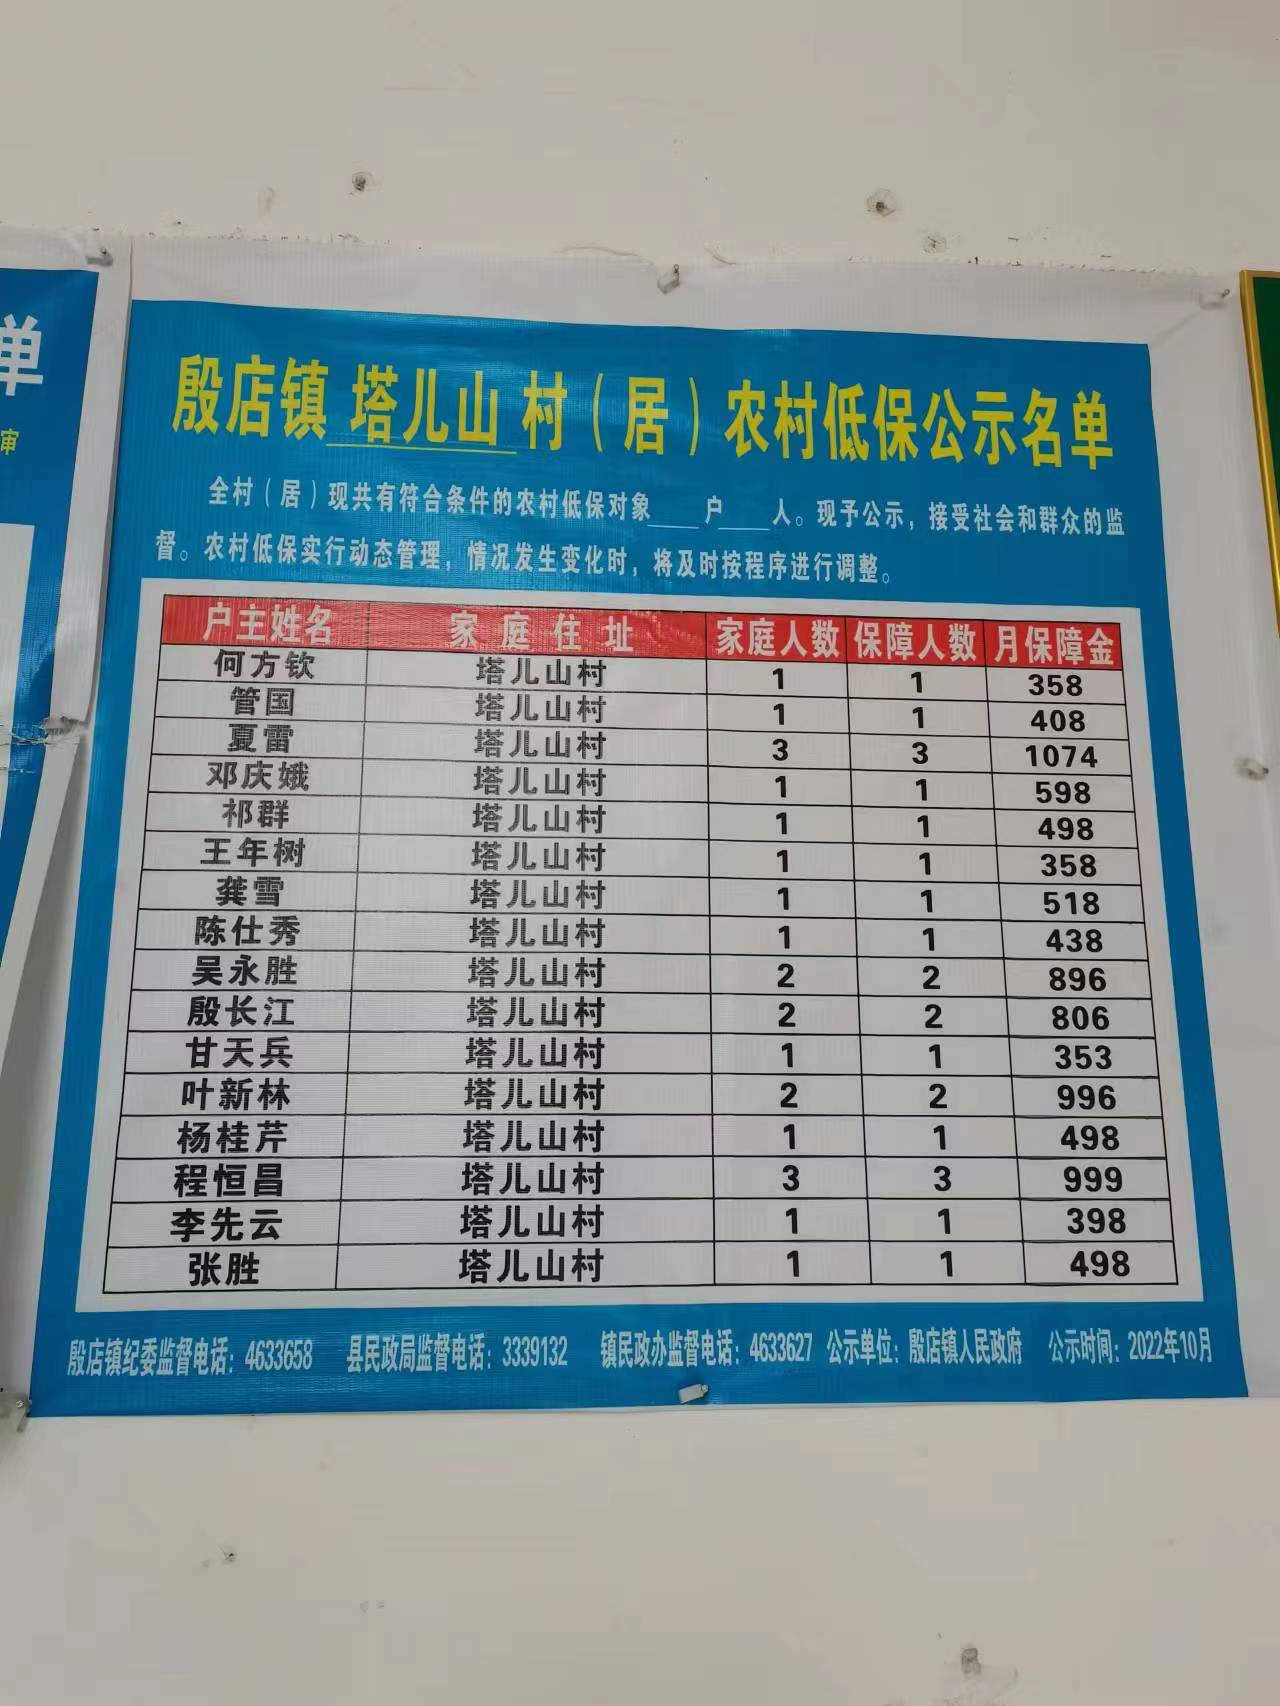 单
审
殷店镇 塔儿山 村（居）农村低保公示名单
全村（居）现共有符合条件的农村低保对象____户____人。现予公示，接受社会和群众的监
督。农村低保实行动态管理，情况发生变化时，将及时按程序进行调整。
户主姓名 家庭住址 家庭人数 保障人数 月保障金
何方钦 塔儿山村 1 1 358
管国 塔儿山村 1 1 408
夏雷 塔儿山村 3 3 1074
邓庆娥 塔儿山村 1 1 598
祁群 塔儿山村 1 1 498
王年树 塔儿山村 1 1 358
龚雪 塔儿山村 1 1 518
陈仕秀 塔儿山村 1 1 438
吴永胜 塔儿山村 2 2 896
殷长江 塔儿山村 2 2 806
甘天兵 塔儿山村 1 1 353
叶新林 塔儿山村 2 2 996
杨桂芹 塔儿山村 1 1 498
程恒昌 塔儿山村 3 3 999
李先云 塔儿山村 1 1 398
张胜 塔儿山村 1 1 498
殷店镇纪委监督电话：4633658 县民政局监督电话：3339132 镇民政办监督电话：4633627 公示单位：殷店镇人民政府 公示时间：2022年10月